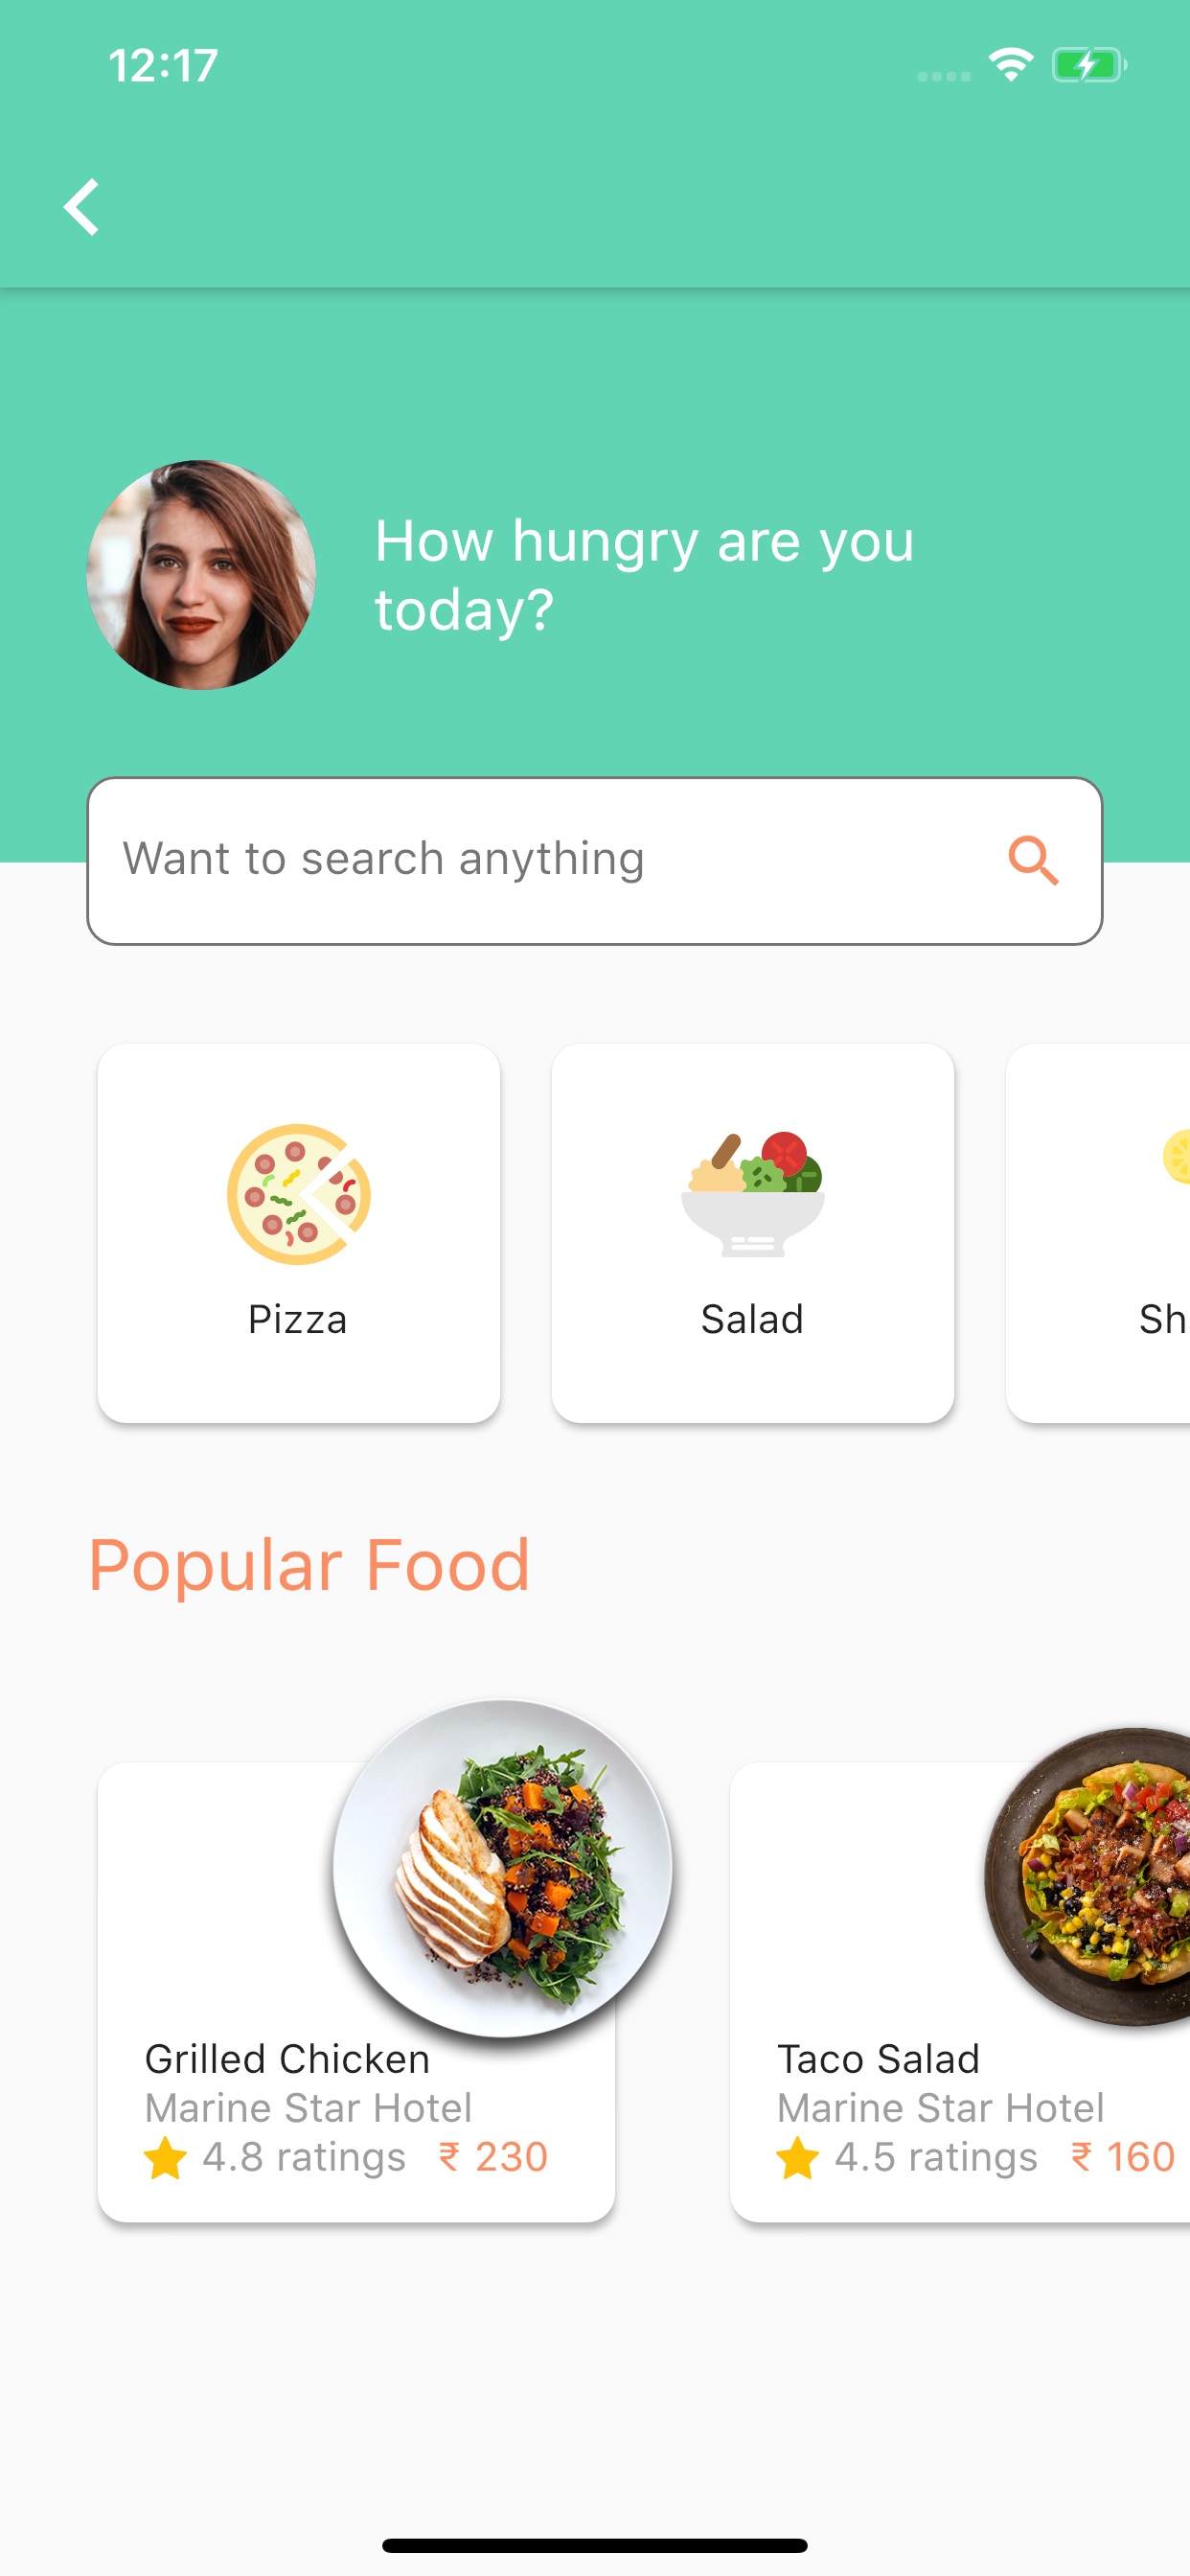 12:17
How hungry are you
today?
Want to search anything
Pizza
Salad
Sh
Popular Food
Grilled Chicken
Marine Star Hotel
4.8 ratings ₹ 230
Taco Salad
Marine Star Hotel
4.5 ratings ₹ 160